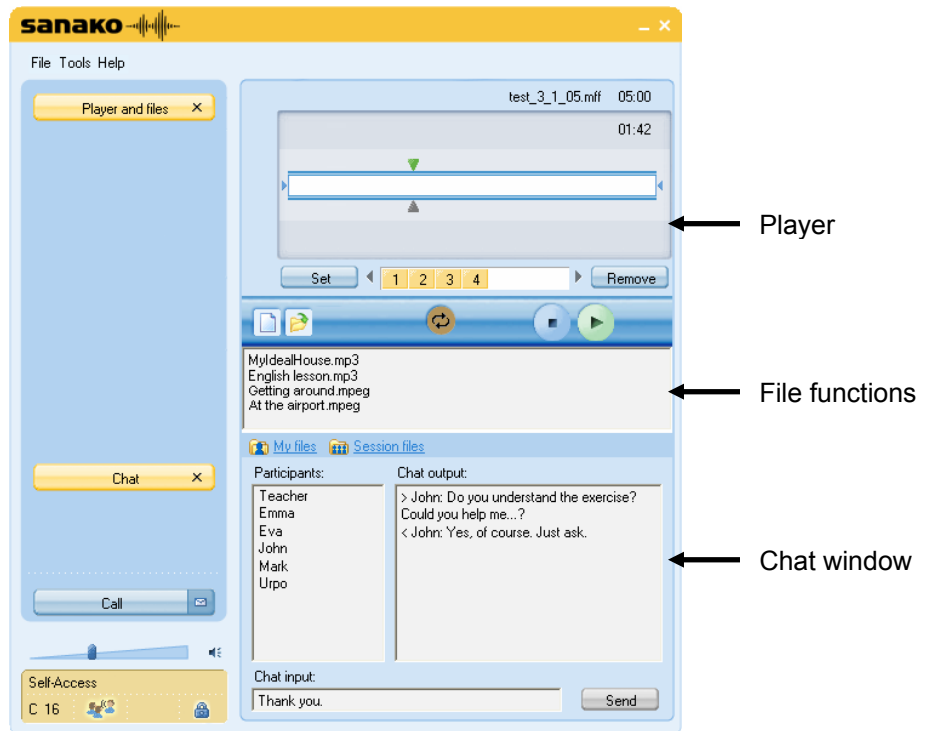 sanako
File Tools Help
Player and files
test_3_1_05.mff 05:00
01:42
Player
Set 1 2 3 4 Remove
MyIdealHouse.mp3
English lesson.mp3
Getting around.mpeg
At the airport.mpeg
File functions
My files Session files
Chat
Participants:
Teacher
Emma
Eva
John
Mark
Urpo
Chat output:
> John: Do you understand the exercise?
Could you help me...?
< John: Yes, of course. Just ask.
Chat window
Call
Self-Access
C 16
Chat input:
Thank you.
Send